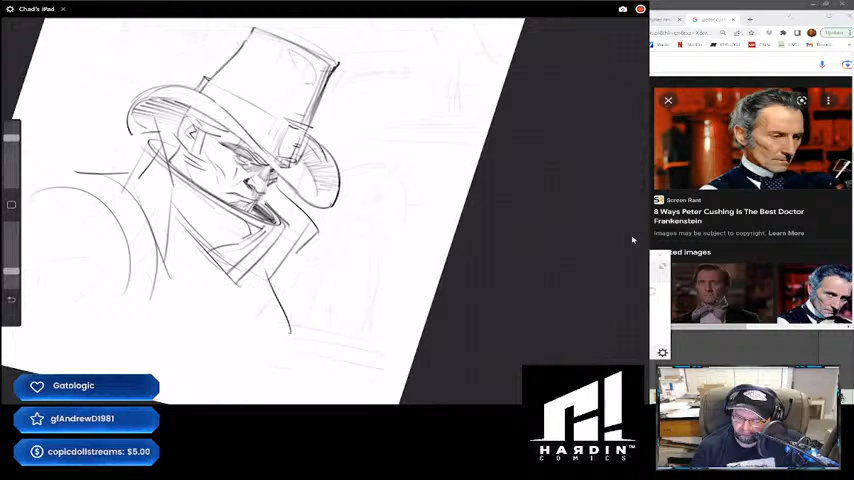 Chad's iPad
Screen Rant
8 Ways Peter Cushing Is The Best Doctor
Frankenstein
Images may be subject to copyright. Learn More
ed images
Gatologic
gfAndrewD1981
copicdollstreams: $5.00
HARDIN
COMICS